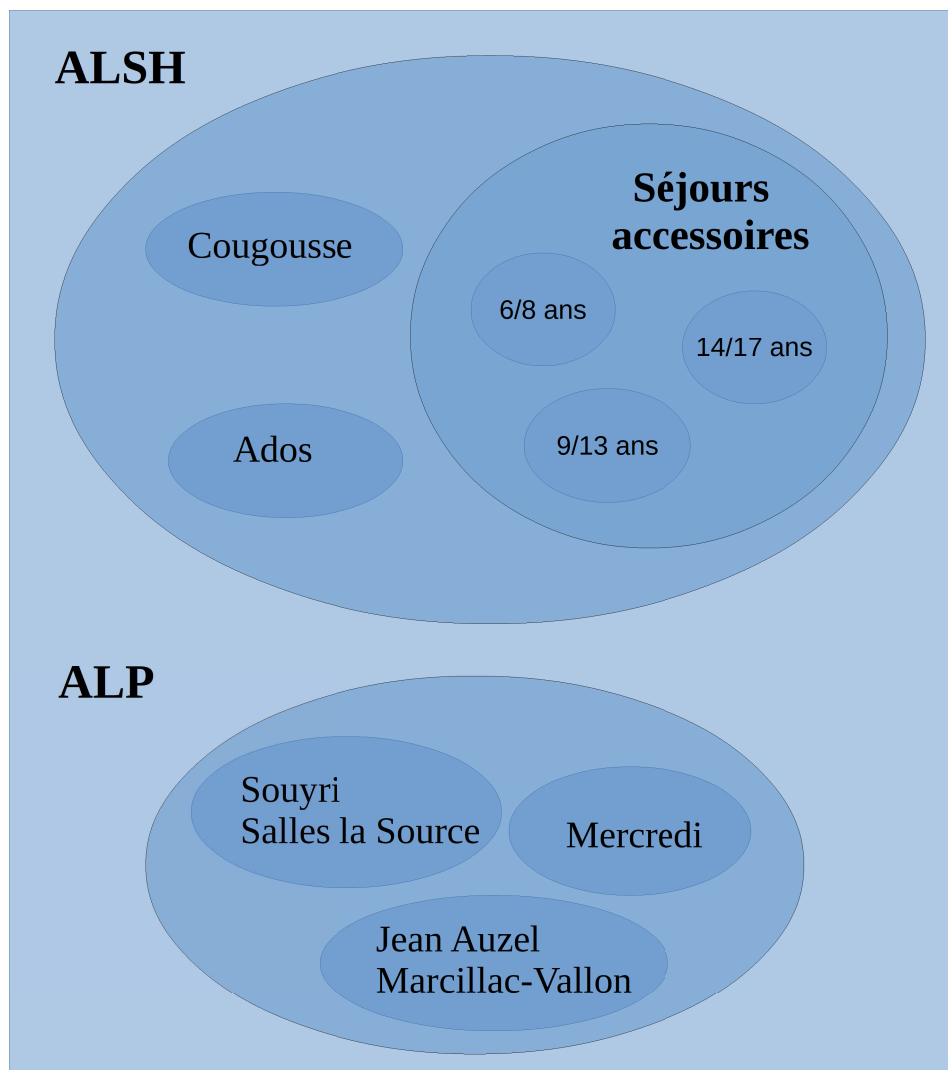 ALSH
Séjours
accessoires
Cougousse
6/8 ans
14/17 ans
Ados
9/13 ans
ALP
Souyri
Salles la Source
Mercredi
Jean Auzel
Marcillac-Vallon